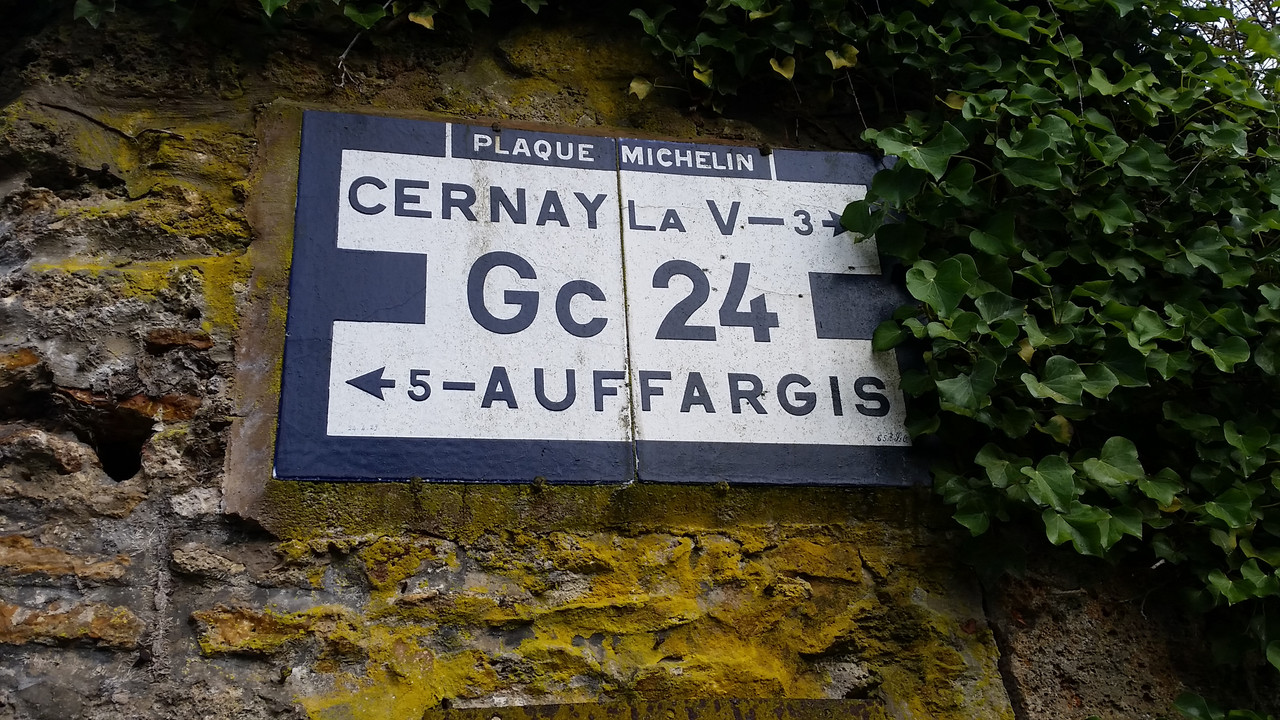 PLAQUE MICHELIN
CERNAY LA V—3→
Gc 24
←5—AUFFARGIS